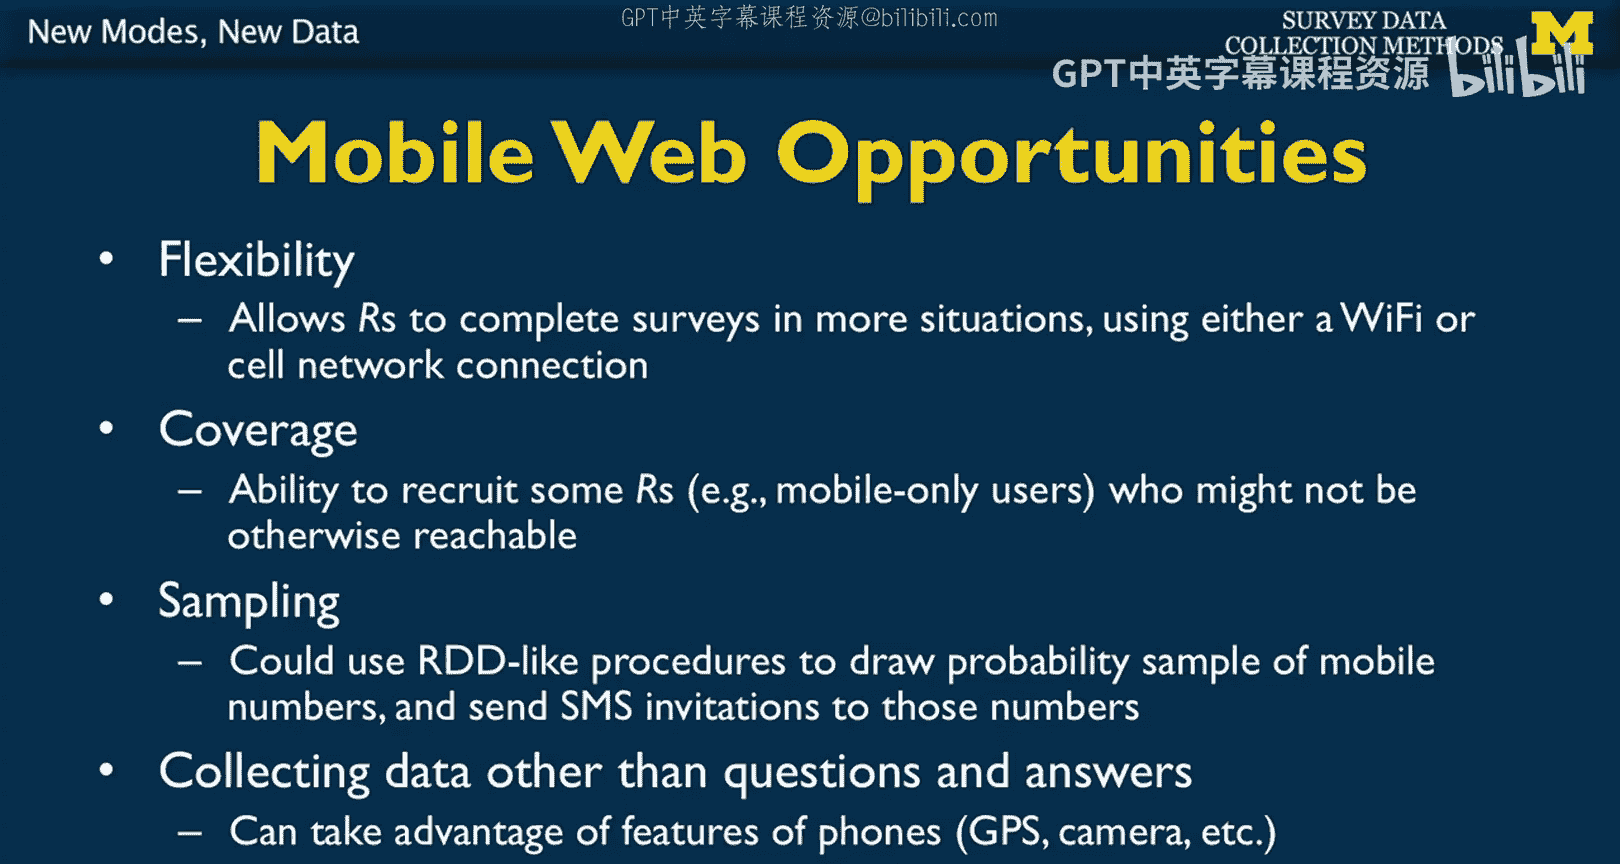 New Modes, New Data
GPT中英字幕课程资源@bilibili.com
SURVEY DATA
COLLECTION METHODS
M
GPT中英字幕课程资源 bilibili
Mobile Web Opportunities
• Flexibility
– Allows Rs to complete surveys in more situations, using either a WiFi or
cell network connection
• Coverage
– Ability to recruit some Rs (e.g., mobile-only users) who might not be
otherwise reachable
• Sampling
– Could use RDD-like procedures to draw probability sample of mobile
numbers, and send SMS invitations to those numbers
• Collecting data other than questions and answers
– Can take advantage of features of phones (GPS, camera, etc.)